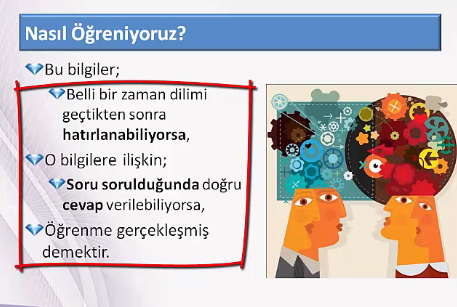 Nasıl Öğreniyoruz?
Bu bilgiler;
Belli bir zaman dilimi
geçtikten sonra
hatırlanabiliyorsa,
O bilgilere ilişkin;
Soru sorulduğunda doğru
cevap verilebiliyorsa,
Öğrenme gerçekleşmiş
demektir.